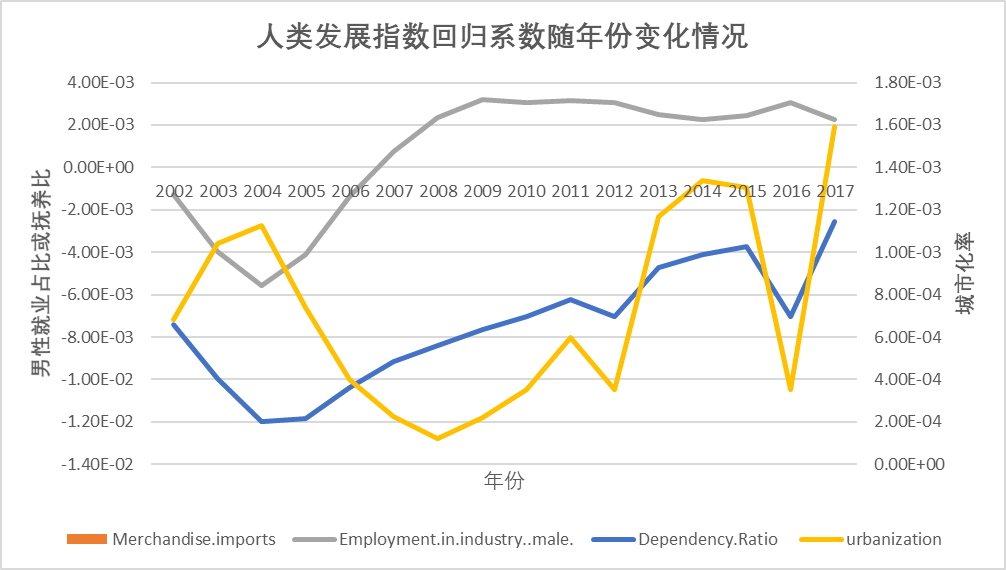 人类发展指数回归系数随年份变化情况
4.00E-03
2.00E-03
0.00E+00
-2.00E-03
-4.00E-03
-6.00E-03
-8.00E-03
-1.00E-02
-1.20E-02
-1.40E-02
男性就业占比或抚养比
2002 2003 2004 2005 2006 2007 2008 2009 2010 2011 2012 2013 2014 2015 2016 2017
1.80E-03
1.60E-03
1.40E-03
1.20E-03
1.00E-03
8.00E-04
6.00E-04
4.00E-04
2.00E-04
0.00E+00
城市化率
年份
Merchandise.imports Employment.in.industry..male. Dependency.Ratio urbanization